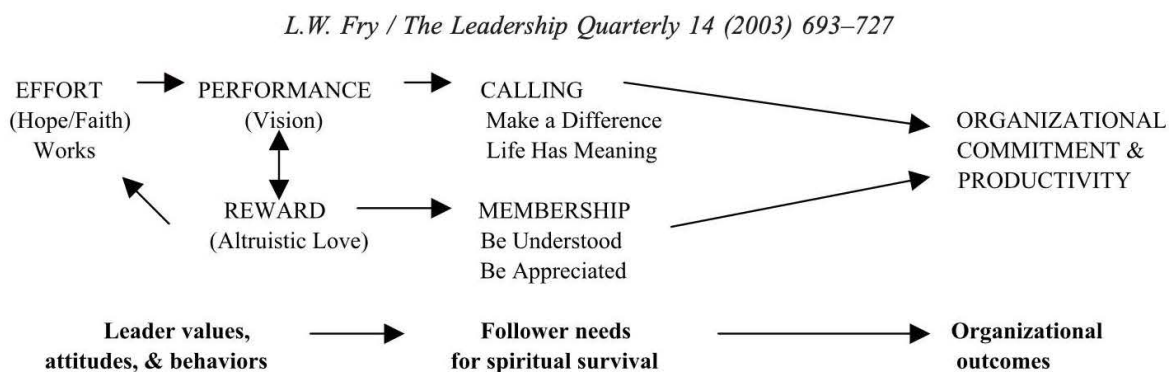 L.W. Fry / The Leadership Quarterly 14 (2003) 693–727
EFFORT
(Hope/Faith)
Works
PERFORMANCE
(Vision)
REWARD
(Altruistic Love)
CALLING
Make a Difference
Life Has Meaning
MEMBERSHIP
Be Understood
Be Appreciated
ORGANIZATIONAL
COMMITMENT &
PRODUCTIVITY
Leader values,
attitudes, & behaviors
Follower needs
for spiritual survival
Organizational
outcomes